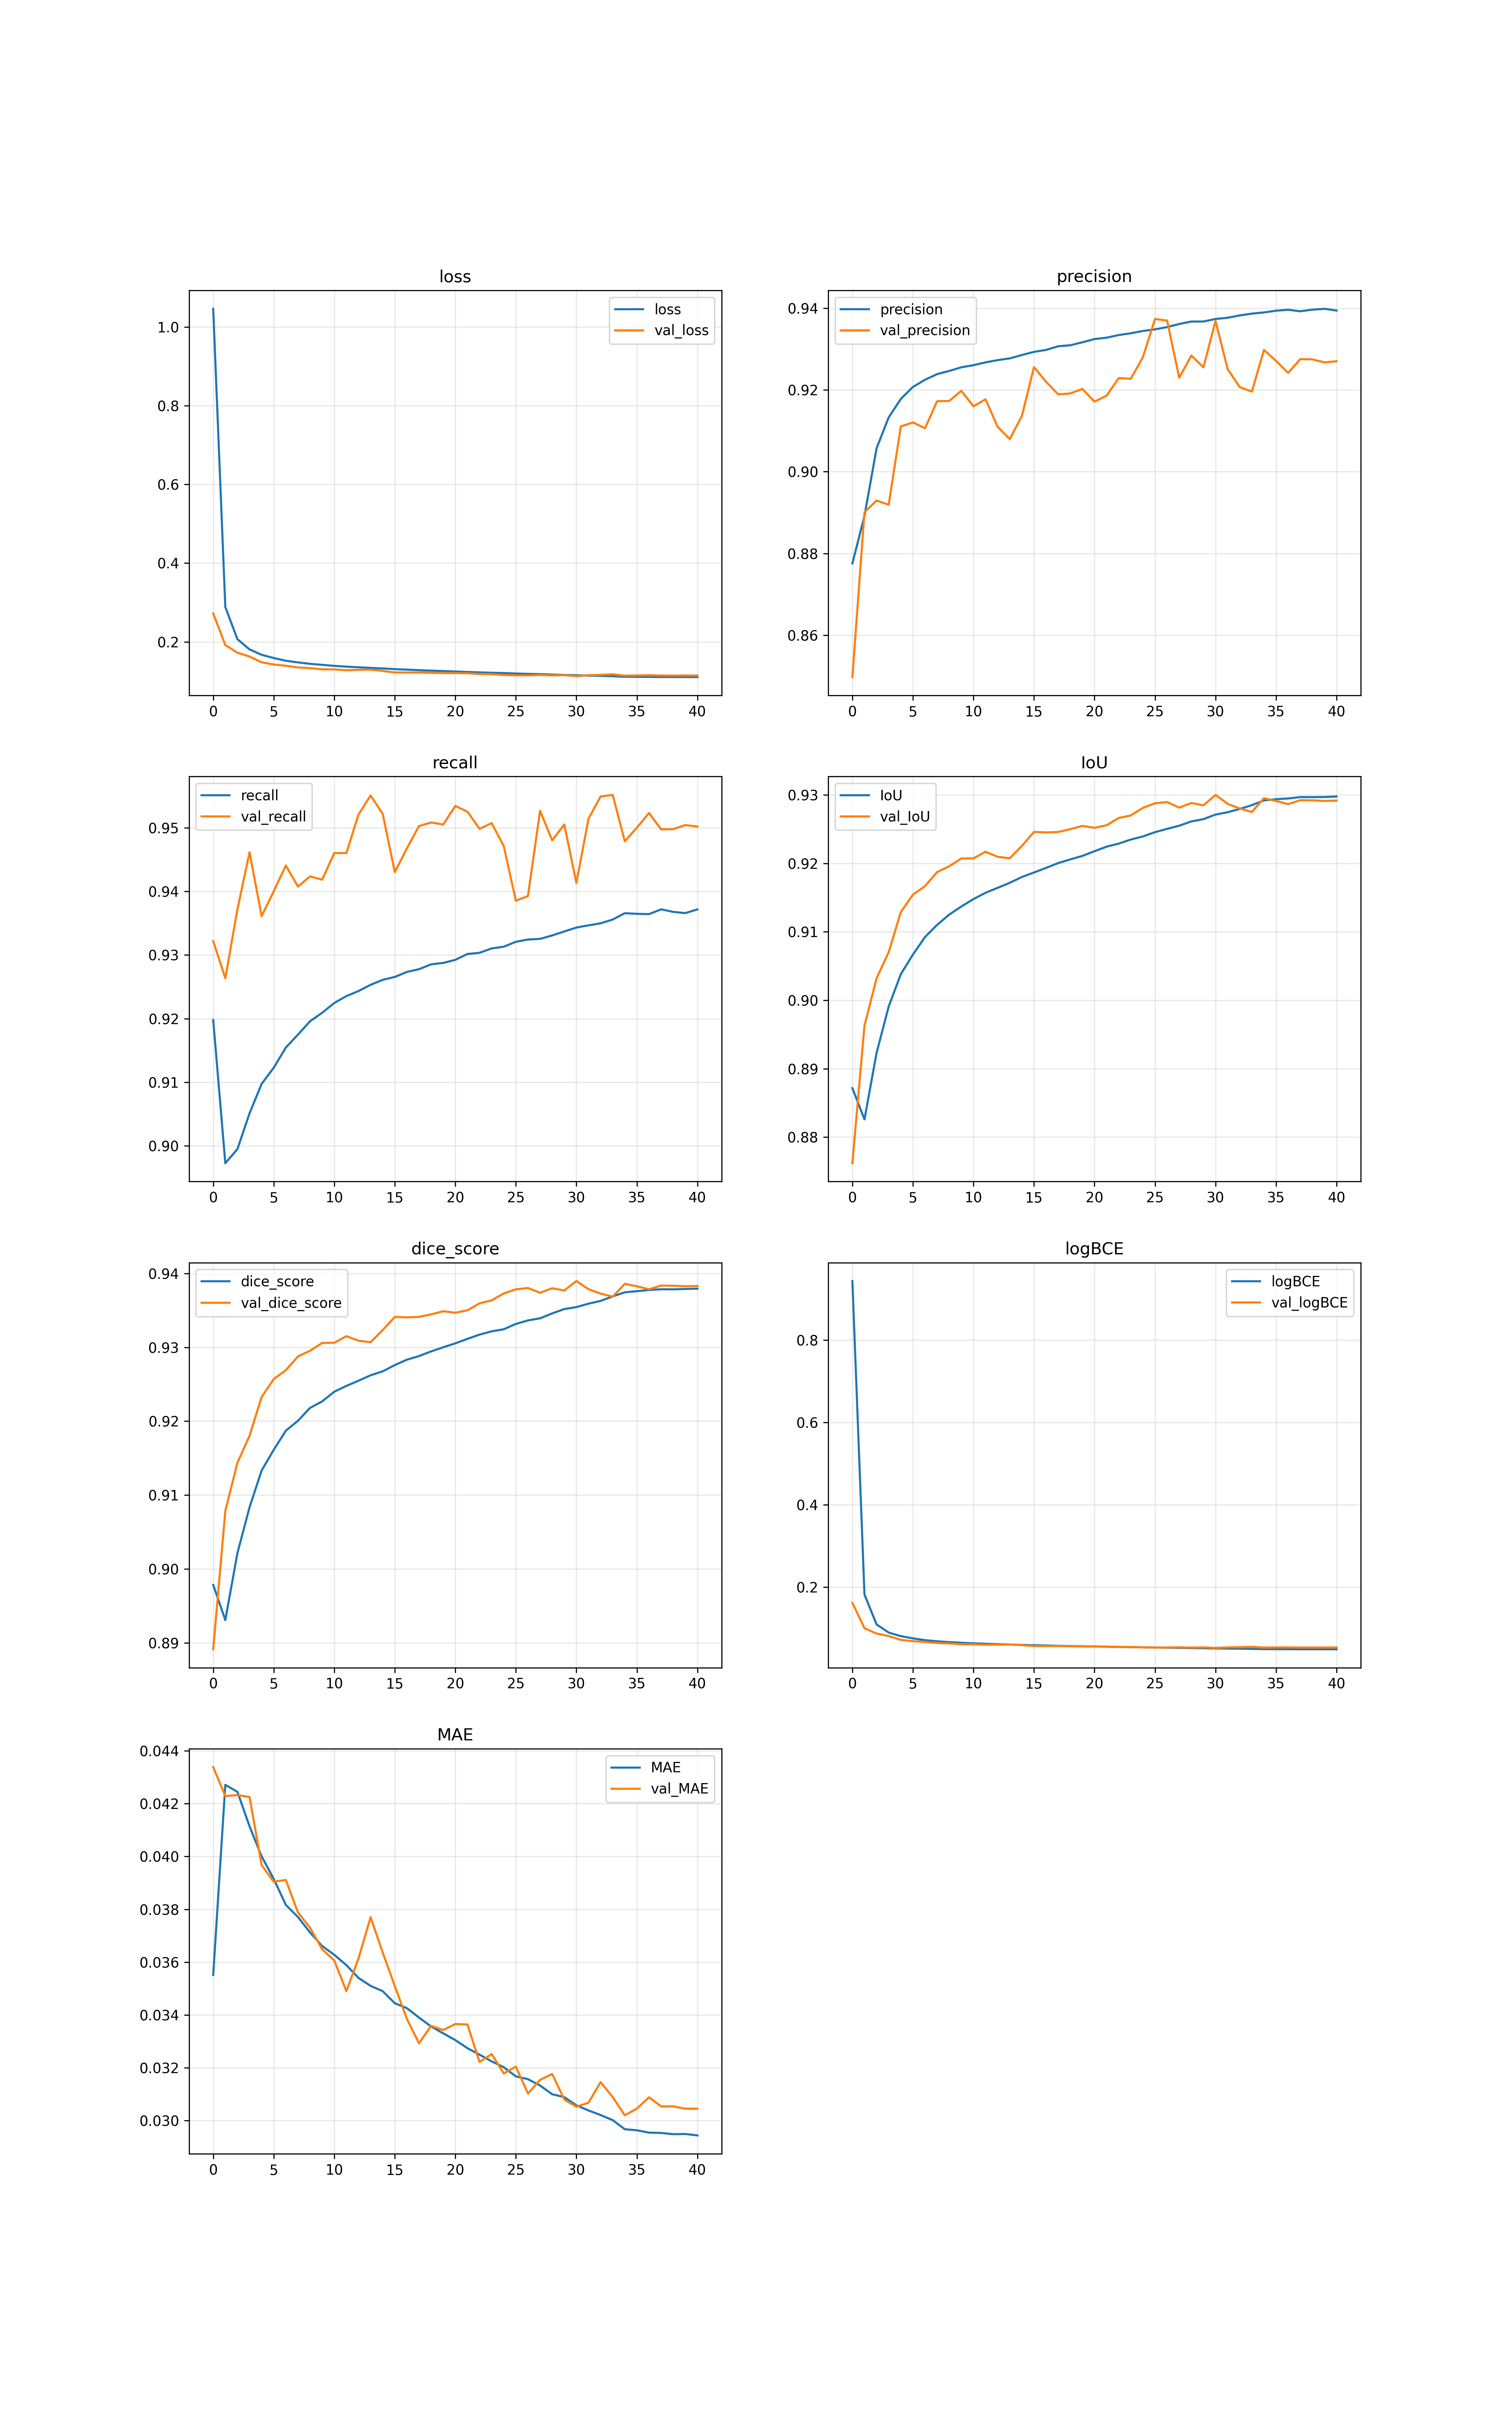 loss
loss
val_loss
1.0
0.8
0.6
0.4
0.2
0 5 10 15 20 25 30 35 40
precision
precision
val_precision
0.94
0.92
0.90
0.88
0.86
0 5 10 15 20 25 30 35 40
recall
recall
val_recall
0.95
0.94
0.93
0.92
0.91
0.90
0 5 10 15 20 25 30 35 40
IoU
IoU
val_IoU
0.93
0.92
0.91
0.90
0.89
0.88
0 5 10 15 20 25 30 35 40
dice_score
dice_score
val_dice_score
0.94
0.93
0.92
0.91
0.90
0.89
0 5 10 15 20 25 30 35 40
logBCE
logBCE
val_logBCE
0.8
0.6
0.4
0.2
0 5 10 15 20 25 30 35 40
MAE
MAE
val_MAE
0.044
0.042
0.040
0.038
0.036
0.034
0.032
0.030
0 5 10 15 20 25 30 35 40